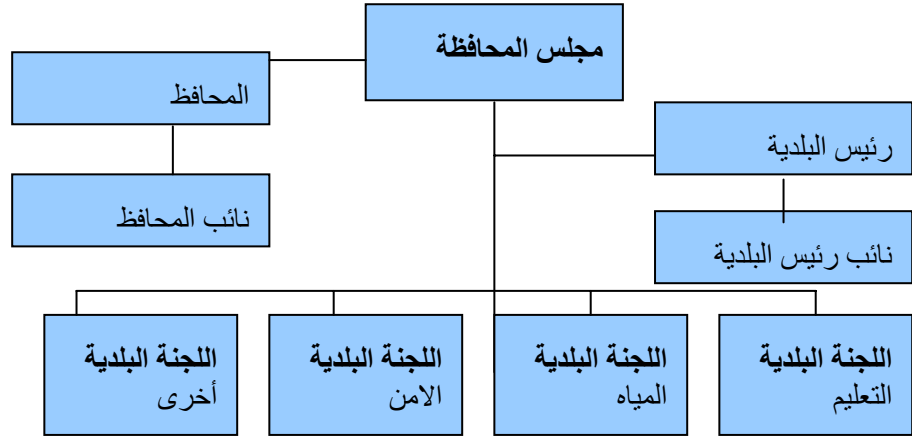 مجلس المحافظة
المحافظ
رئيس البلدية
نائب المحافظ
نائب رئيس البلدية
اللجنة البلدية
التعليم
اللجنة البلدية
المياه
اللجنة البلدية
الامن
اللجنة البلدية
أخرى